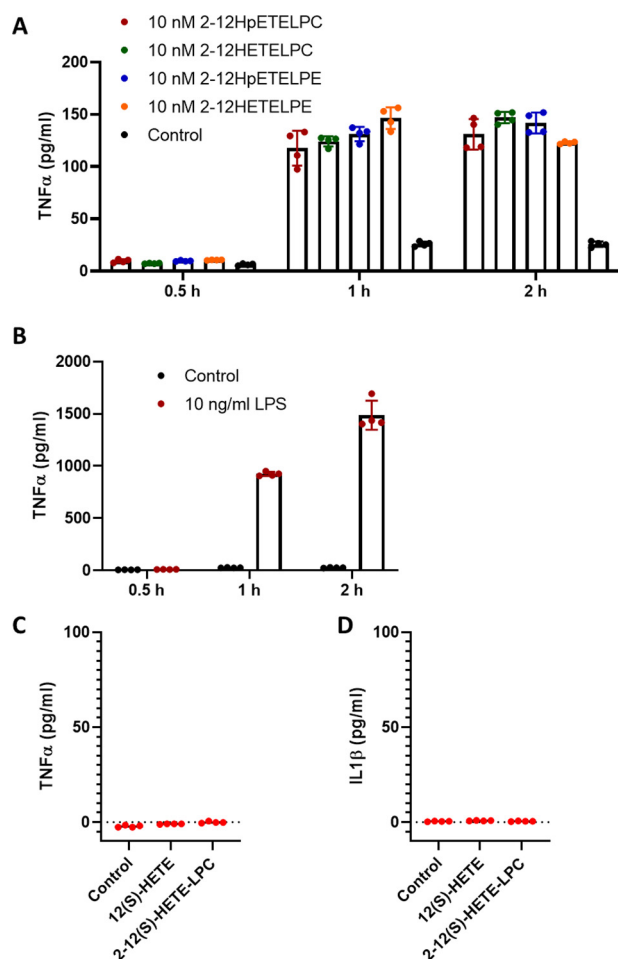 A
10 nM 2-12HpETELPC
10 nM 2-12HETELPC
10 nM 2-12HpETELPE
10 nM 2-12HETELPE
Control
TNFα (pg/ml)
200
150
100
50
0
0.5 h 1 h 2 h
B
Control
10 ng/ml LPS
TNFα (pg/ml)
2000
1500
1000
500
0
0.5 h 1 h 2 h
C
TNFα (pg/ml)
100
50
0
Control
12(S)-HETE
2-12(S)-HETE-LPC
D
IL1β (pg/ml)
100
50
0
Control
12(S)-HETE
2-12(S)-HETE-LPC